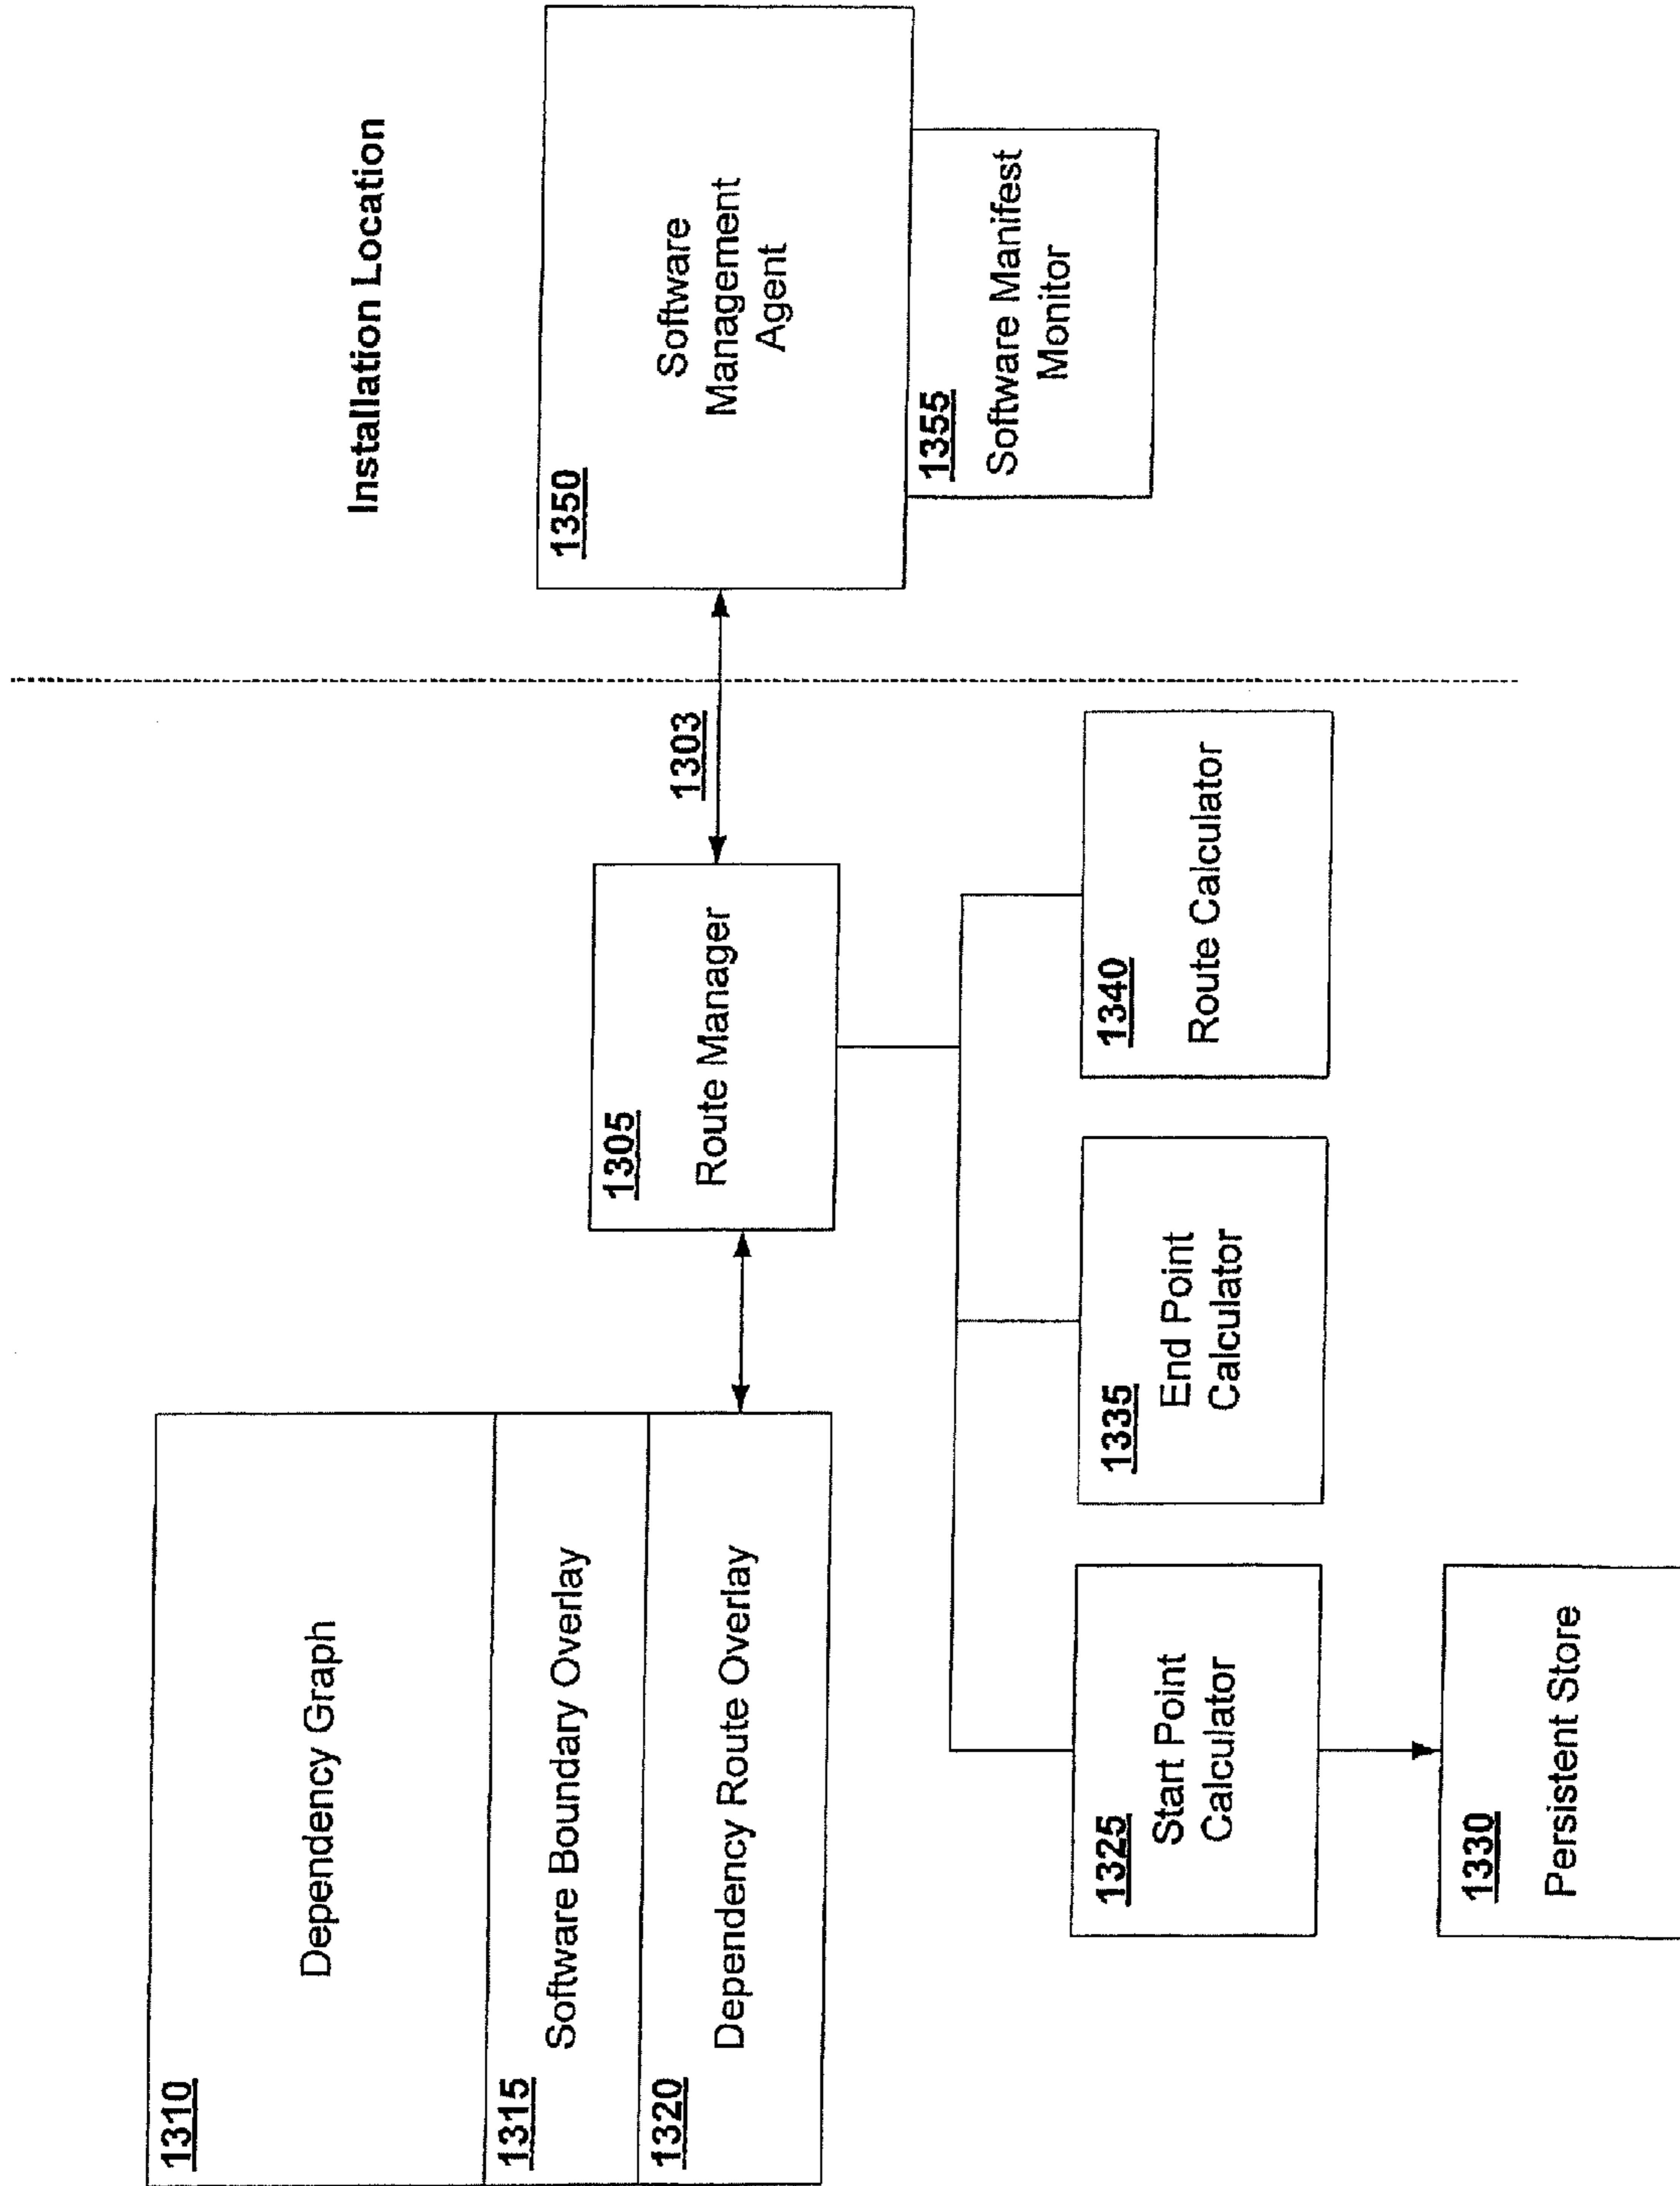 Installation Location
1310
Dependency Graph
1315
Software Boundary Overlay
1320
Dependency Route Overlay
1305
Route Manager
1303
1350
Software
Management
Agent
1355
Software Manifest
Monitor
1325
Start Point
Calculator
1335
End Point
Calculator
1340
Route Calculator
1330
Persistent Store